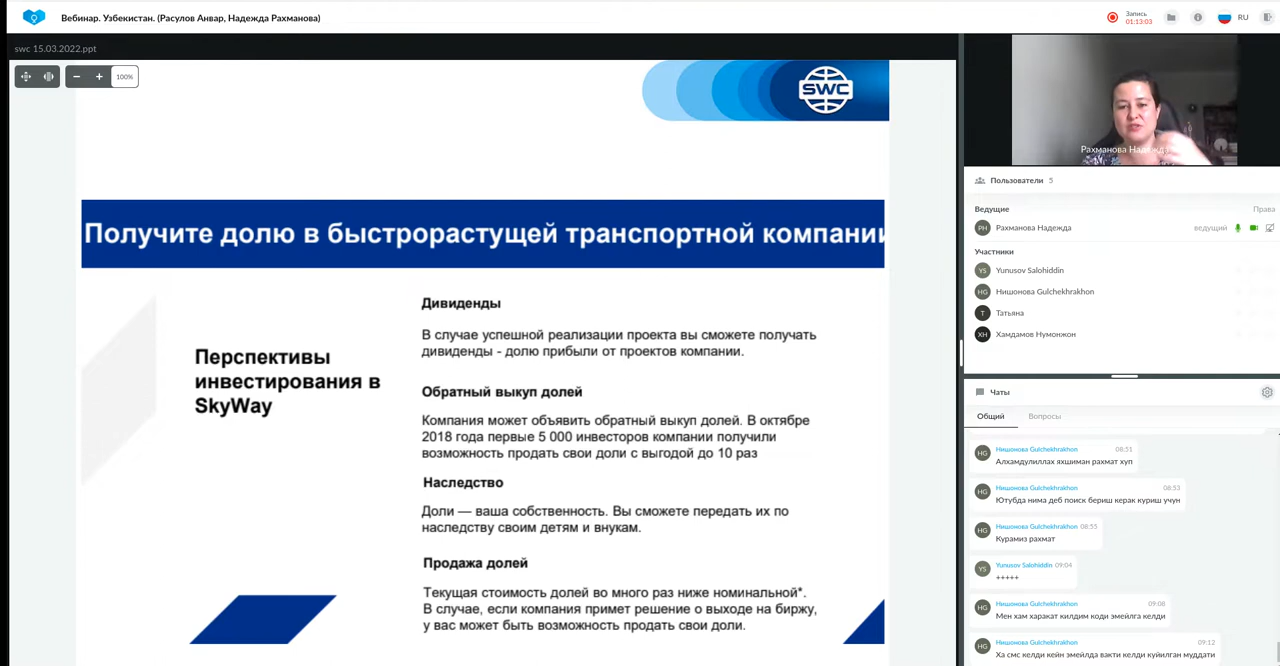 Вебинар. Узбекистан. (Расулов Анвар, Надежда Рахманова)
Запись
01:13:03
RU
swc 15.03.2022.ppt
100%
SWC
Получите долю в быстрорастущей транспортной компании
Перспективы
инвестирования в
SkyWay
Дивиденды
В случае успешной реализации проекта вы сможете получать
дивиденды - долю прибыли от проектов компании.
Обратный выкуп долей
Компания может объявить обратный выкуп долей. В октябре
2018 года первые 5 000 инвесторов компании получили
возможность продать свои доли с выгодой до 10 раз
Наследство
Доли — ваша собственность. Вы сможете передать их по
наследству своим детям и внукам.
Продажа долей
Текущая стоимость долей во много раз ниже номинальной*.
В случае, если компания примет решение о выходе на биржу,
у вас может быть возможность продать свои доли.
Рахманова Надежда
Пользователи 5
Ведущие Права
РН Рахманова Надежда ведущий
Участники
YS Yunusov Salohiddin
HG Нишонова Gulchekhrakhon
Т Татьяна
ХН Хамдамов Нумонжон
Чаты
Общий Вопросы
HG Нишонова Gulchekhrakhon 08:51
Алхамдулиллах яхшиман рахмат хуп
HG Нишонова Gulchekhrakhon 08:53
Ютубда нима деб поиск бериш керак куриш учун
HG Нишонова Gulchekhrakhon 08:55
Курамиз рахмат
YS Yunusov Salohiddin 09:04
+++++
HG Нишонова Gulchekhrakhon 09:08
Мен хам харакат килдим коди эмейлга келди
HG Нишонова Gulchekhrakhon 09:12
Ха смс келди кейн эмейлда вакти келди куйилган муддати